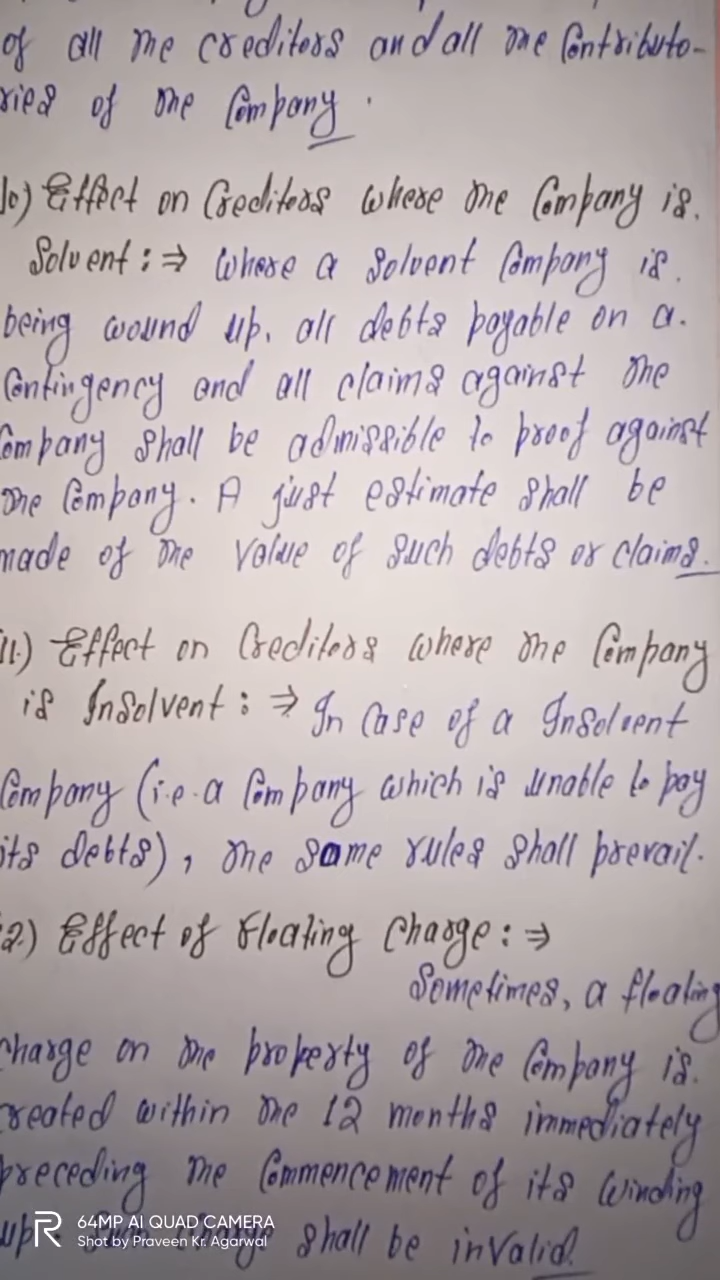 of all the creditors and all the Contributo-
ries of the Company.
10) Effect on Creditors where the Company is.
Solvent :⇒ Where a Solvent Company is.
being wound up, all debts payable on a.
Contingency and all claims against the
Company shall be admissible to proof against
the Company. A just estimate shall be
made of the value of such debts or claims.
11.) Effect on Creditors where the Company
is Insolvent :⇒ In Case of a Insolvent
Company (i.e. a Company which is unable to pay
its debts), the same rules shall prevail.
12.) Effect of Floating Charge :⇒
Sometimes, a floating
Charge on the property of the Company is.
created within the 12 months immediately
preceding the Commencement of its Winding
up. Such charge shall be invalid.
64MP AI QUAD CAMERA
Shot by Praveen Kr. Agarwal